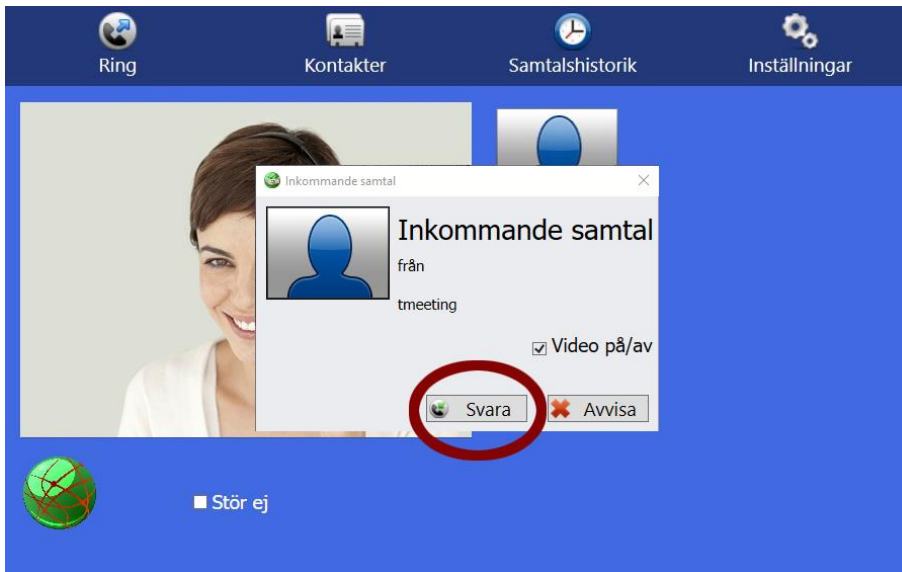 Ring
Kontakter
Samtalshistorik
Inställningar
Inkommande samtal
Inkommande samtal
från
tmeeting
Video på/av
Svara
Avvisa
Stör ej